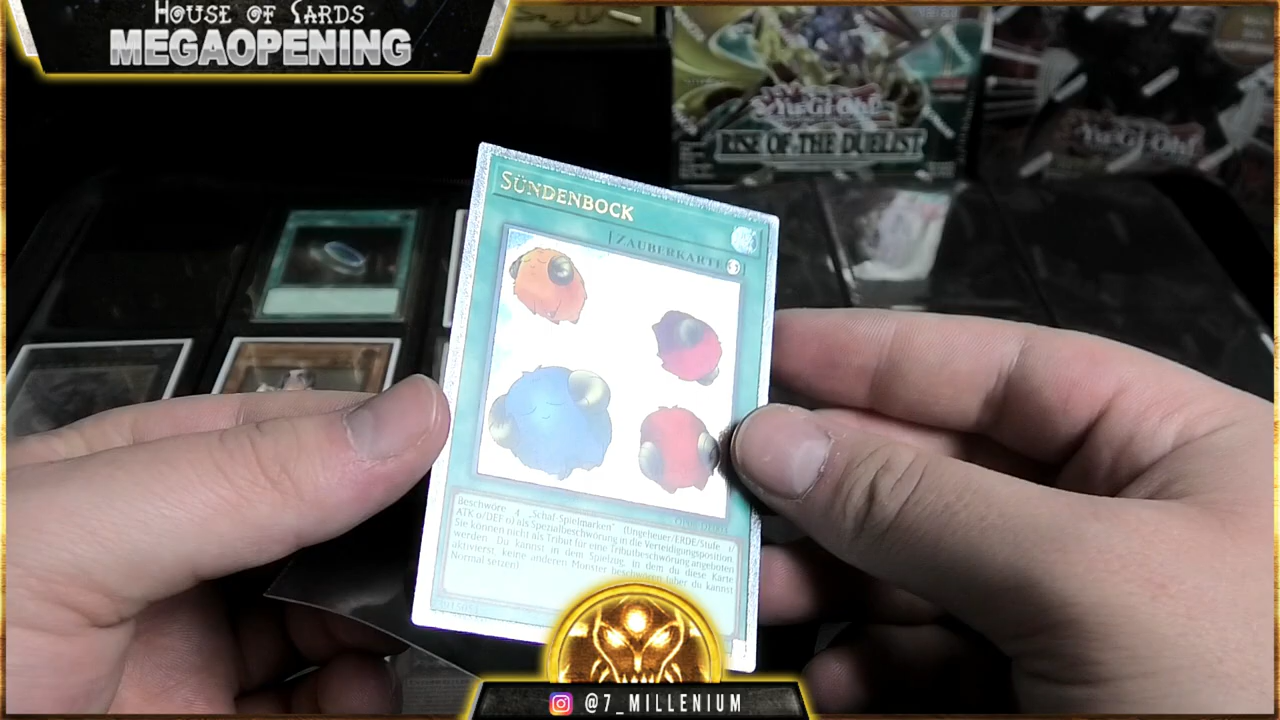 HOUSE OF CARDS
MEGAOPENING
Yu-Gi-Oh!
RISE OF THE DUELIST
Yu-Gi-Oh!
SÜNDENBOCK
ZAUBERKARTE
Beschwöre 4 „Schaf-Spielmarken" (Ungeheuer/ERDE/Stufe 1/
ATK 0/DEF 0) als Spezialbeschwörung in die Verteidigungsposition.
Sie können nicht als Tribut für eine Tributbeschwörung angeboten
werden. Du kannst in dem Spielzug, in dem du diese Karte
aktivierst, keine anderen Monster beschwören (aber du kannst
Normal setzen).
@7_MILLENIUM